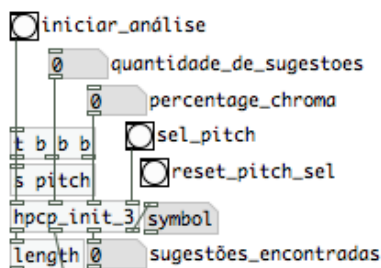 iniciar_análise
0 quantidade_de_sugestoes
0 percentage_chroma
t b b b sel_pitch
s pitch reset_pitch_sel
hpcp_init_3 symbol
length 0 sugestões_encontradas